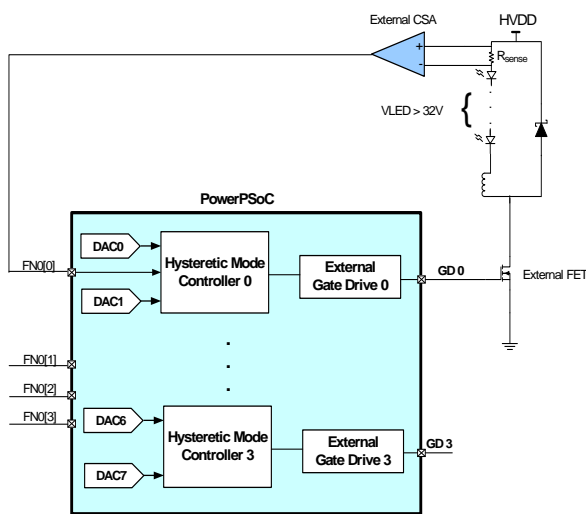 External CSA
HVDD
+
-
Rsense
VLED > 32V
{
PowerPSoC
DAC0
FN0[0]
Hysteretic Mode
Controller 0
External
Gate Drive 0
GD 0
External FET
DAC1
.
.
.
FN0[1]
FN0[2]
FN0[3]
DAC6
Hysteretic Mode
Controller 3
External
Gate Drive 3
GD 3
DAC7